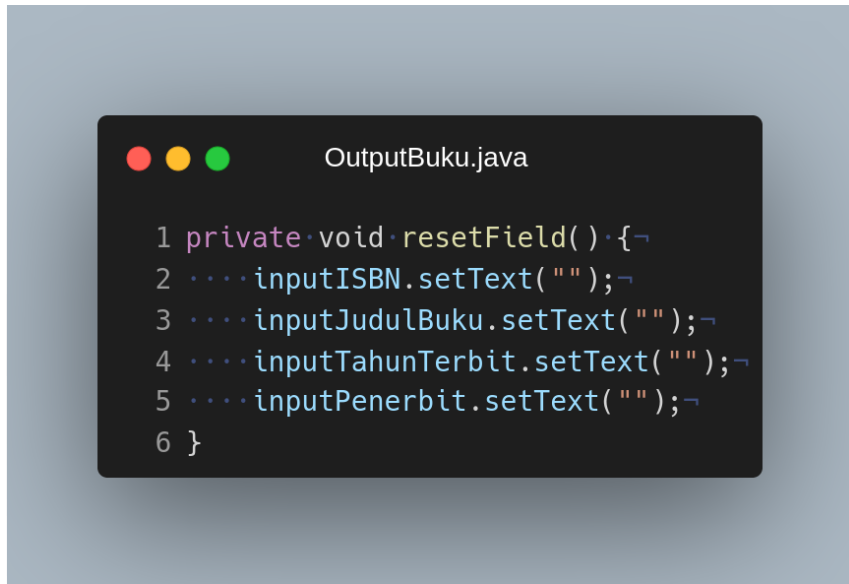 OutputBuku.java
1 private·void·resetField()·{¬
2 ····inputISBN.setText("");¬
3 ····inputJudulBuku.setText("");¬
4 ····inputTahunTerbit.setText("");¬
5 ····inputPenerbit.setText("");¬
6 }